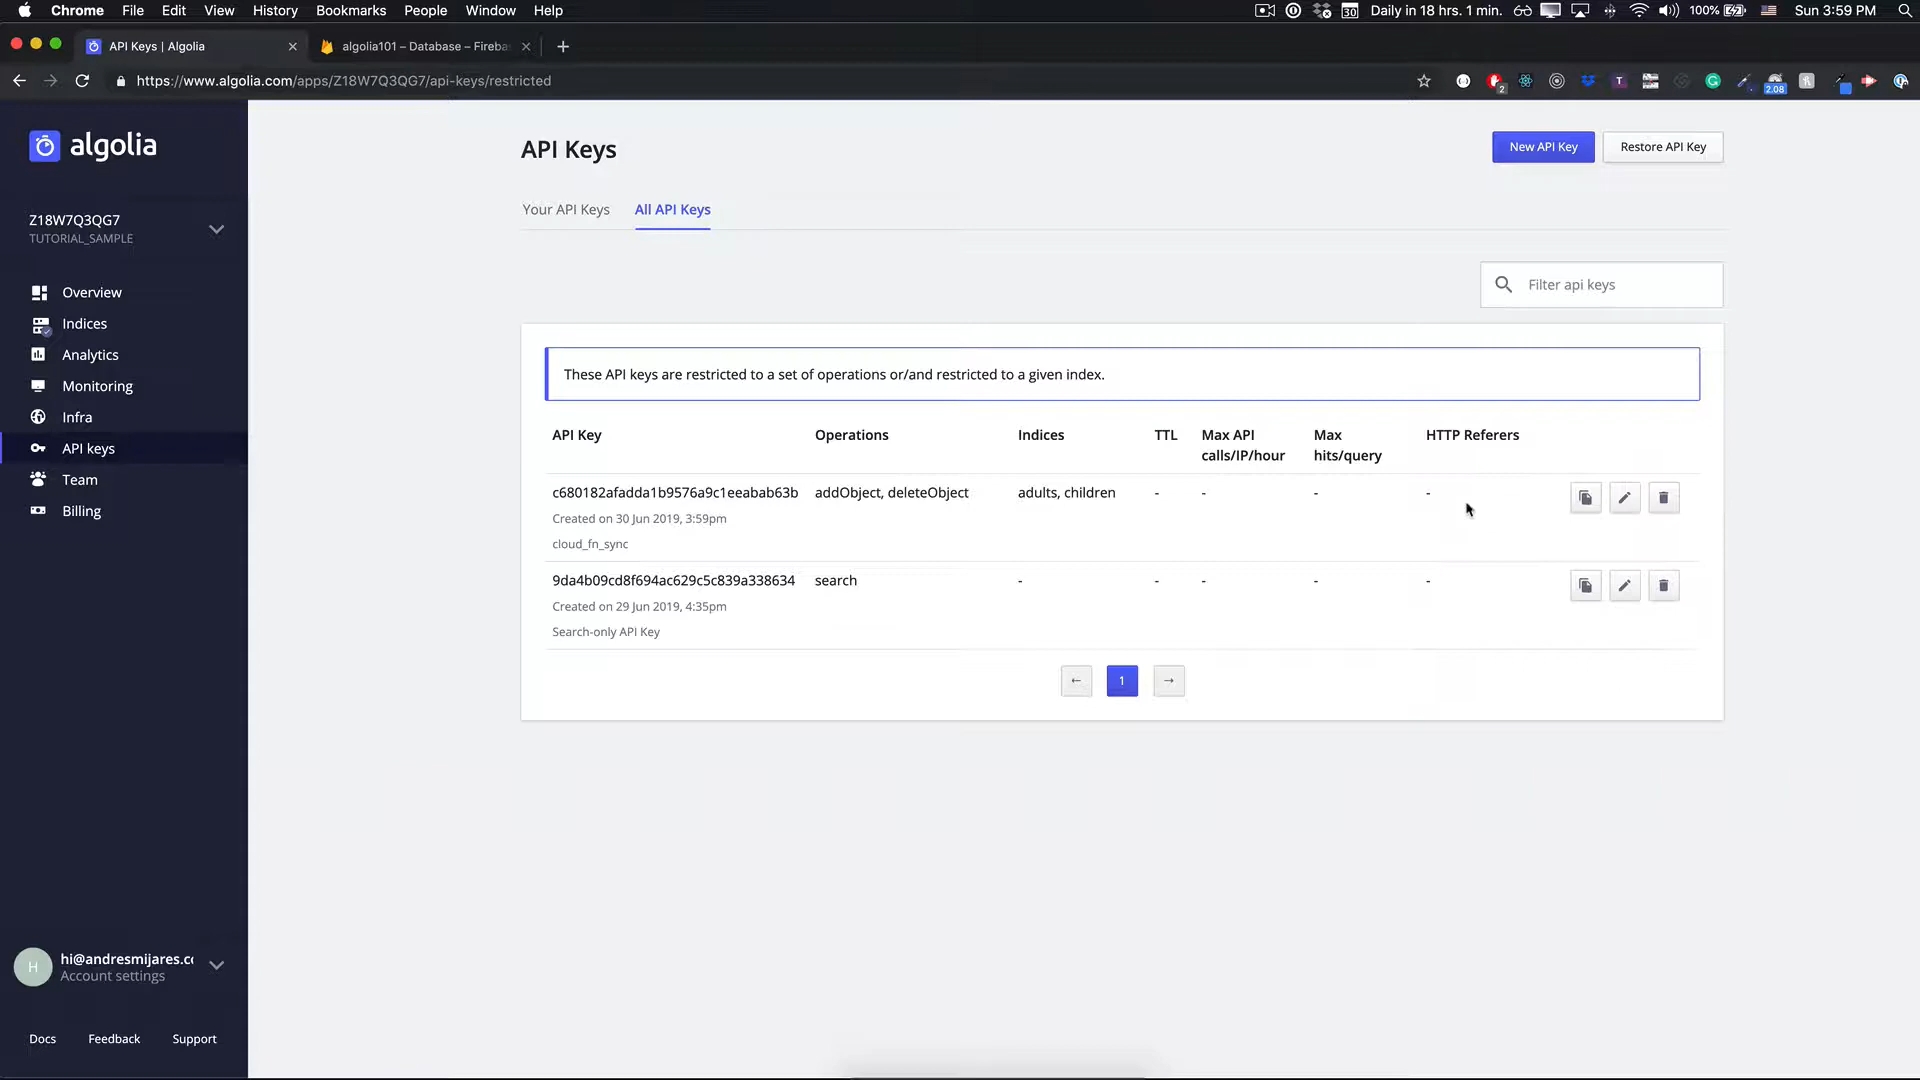 Chrome File Edit View History Bookmarks People Window Help
30 Daily in 18 hrs. 1 min. 100% Sun 3:59 PM
API Keys | Algolia
algolia101 – Database – Fireba
https://www.algolia.com/apps/Z18W7Q3QG7/api-keys/restricted
2 T 2.08
algolia
Z18W7Q3QG7
TUTORIAL_SAMPLE
Overview
Indices
Analytics
Monitoring
Infra
API keys
Team
Billing
H
hi@andresmijares.cc
Account settings
Docs Feedback Support
API Keys
New API Key
Restore API Key
Your API Keys All API Keys
Filter api keys
These API keys are restricted to a set of operations or/and restricted to a given index.
API Key Operations Indices TTL Max API calls/IP/hour Max hits/query HTTP Referers
c680182afadda1b9576a9c1eeabab63b addObject, deleteObject adults, children - - - -
Created on 30 Jun 2019, 3:59pm
cloud_fn_sync
9da4b09cd8f694ac629c5c839a338634 search - - - - -
Created on 29 Jun 2019, 4:35pm
Search-only API Key
← 1 →